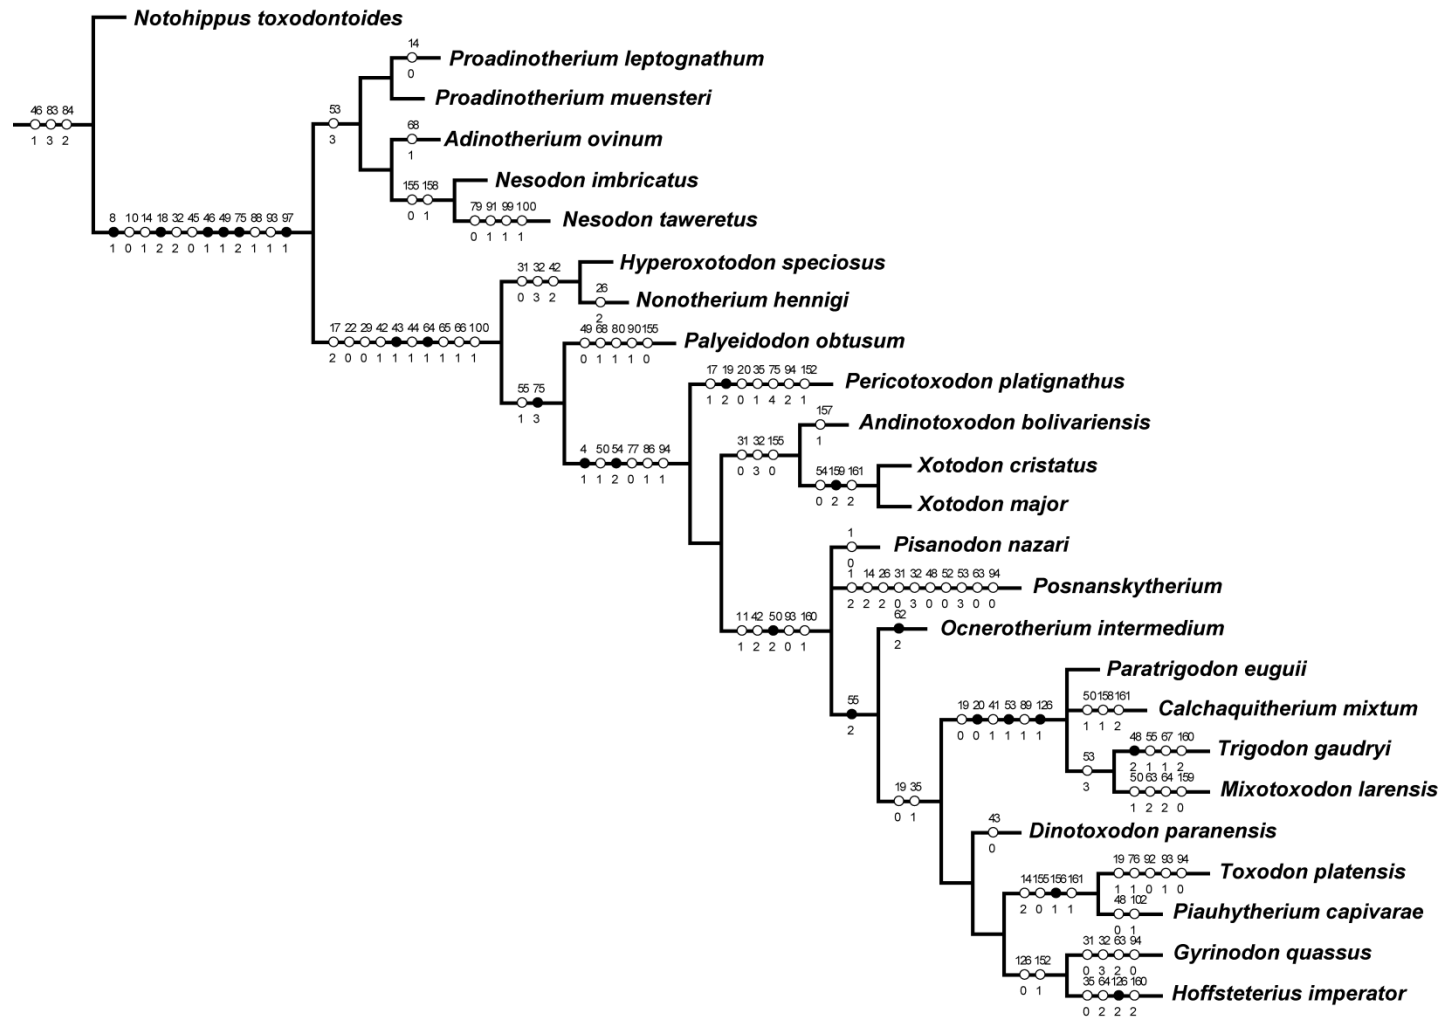 Notohippus toxodontoides
14
Proadinotherium leptognathum
0
Proadinotherium muensteri
46 83 84
1 3 2
53
3
68
Adinotherium ovinum
1
155 158
Nesodon imbricatus
0 1
79 91 99 100
Nesodon taweretus
0 1 1 1
8 10 14 18 32 45 46 49 75 88 93 97
1 0 1 2 2 0 1 1 2 1 1 1
Hyperoxotodon speciosus
31 32 42
0 3 2
26
Nonotherium hennigi
2
17 22 29 42 43 44 64 65 66 100
2 0 0 1 1 1 1 1 1 1
49 68 80 90 155
Palyeidodon obtusum
0 1 1 1 0
55 75
1 3
17 19 20 35 75 94 152
Pericotoxodon platignathus
1 2 0 1 4 2 1
157
Andinotoxodon bolivariensis
1
4 50 54 77 86 94
1 1 2 0 1 1
31 32 155
0 3 0
Xotodon cristatus
54 159 161
0 2 2
Xotodon major
1
Pisanodon nazari
0
1 14 26 31 32 48 52 53 63 94
Posnanskytherium
2 2 2 0 3 0 0 3 0 0
11 42 50 93 160
1 2 2 0 1
62
Ocnerotherium intermedium
2
Paratrigodon euguii
55
2
19 20 41 53 89 126
0 0 1 1 1 1
50 158 161
Calchaquitherium mixtum
1 1 2
48 55 67 160
Trigodon gaudryi
2 1 1 2
53
3
50 63 64 159
Mixotoxodon larensis
1 2 2 0
19 35
0 1
43
Dinotoxodon paranensis
0
19 76 92 93 94
Toxodon platensis
1 1 0 1 0
14 155 156 161
2 0 1 1
48 102
Piauhytherium capivarae
0 1
31 32 63 94
Gyrinodon quassus
0 3 2 0
126 152
0 1
35 64 126 160
Hoffsteterius imperator
0 2 2 2